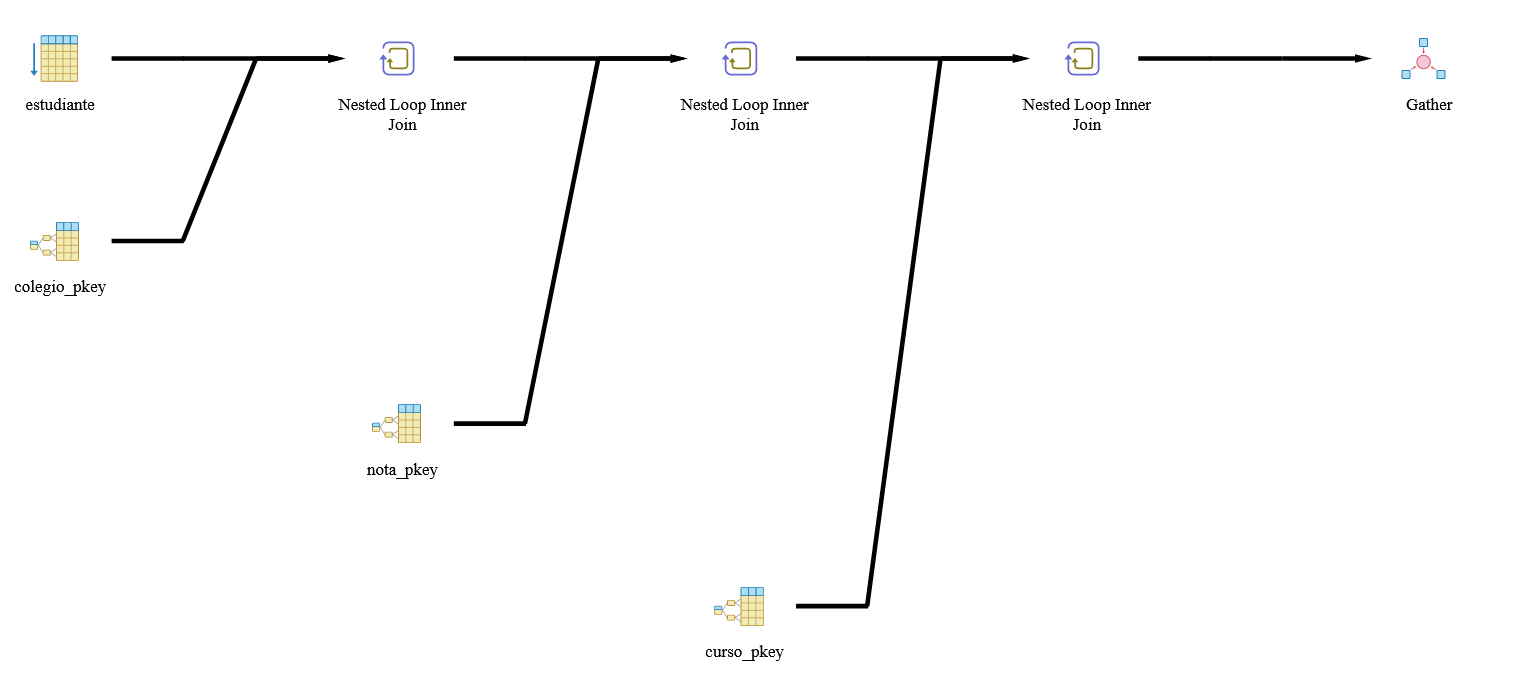 estudiante
Nested Loop Inner
Join
Nested Loop Inner
Join
Nested Loop Inner
Join
Gather
colegio_pkey
nota_pkey
curso_pkey